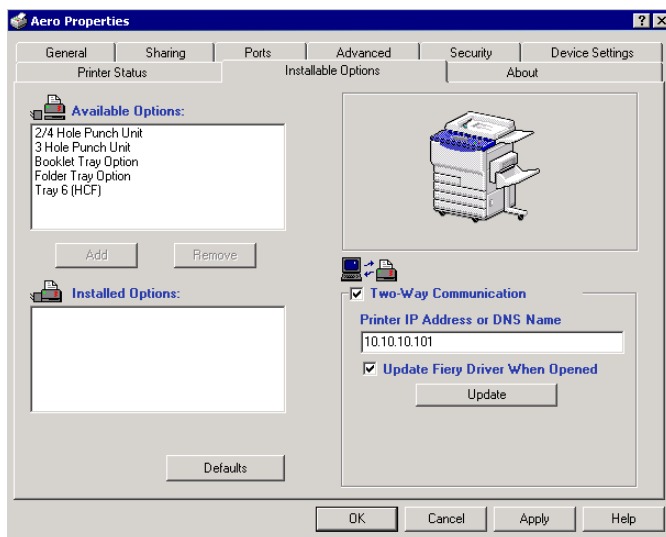 Aero Properties
General Sharing Ports Advanced Security Device Settings
Printer Status Installable Options About
Available Options:
2/4 Hole Punch Unit
3 Hole Punch Unit
Booklet Tray Option
Folder Tray Option
Tray 6 (HCF)
Add Remove
Installed Options:
Two-Way Communication
Printer IP Address or DNS Name
10.10.10.101
Update Fiery Driver When Opened
Update
Defaults
OK Cancel Apply Help